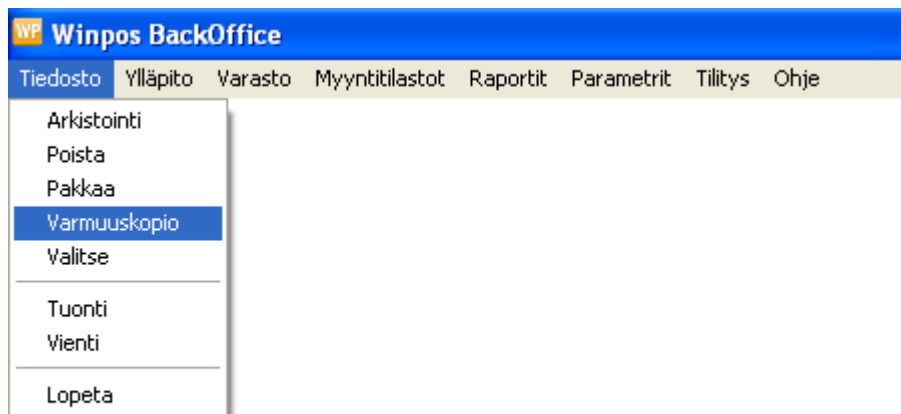 WP Winpos BackOffice
Tiedosto Ylläpito Varasto Myyntitilastot Raportit Parametrit Tilitys Ohje
Arkistointi
Poista
Pakkaa
Varmuuskopio
Valitse
Tuonti
Vienti
Lopeta